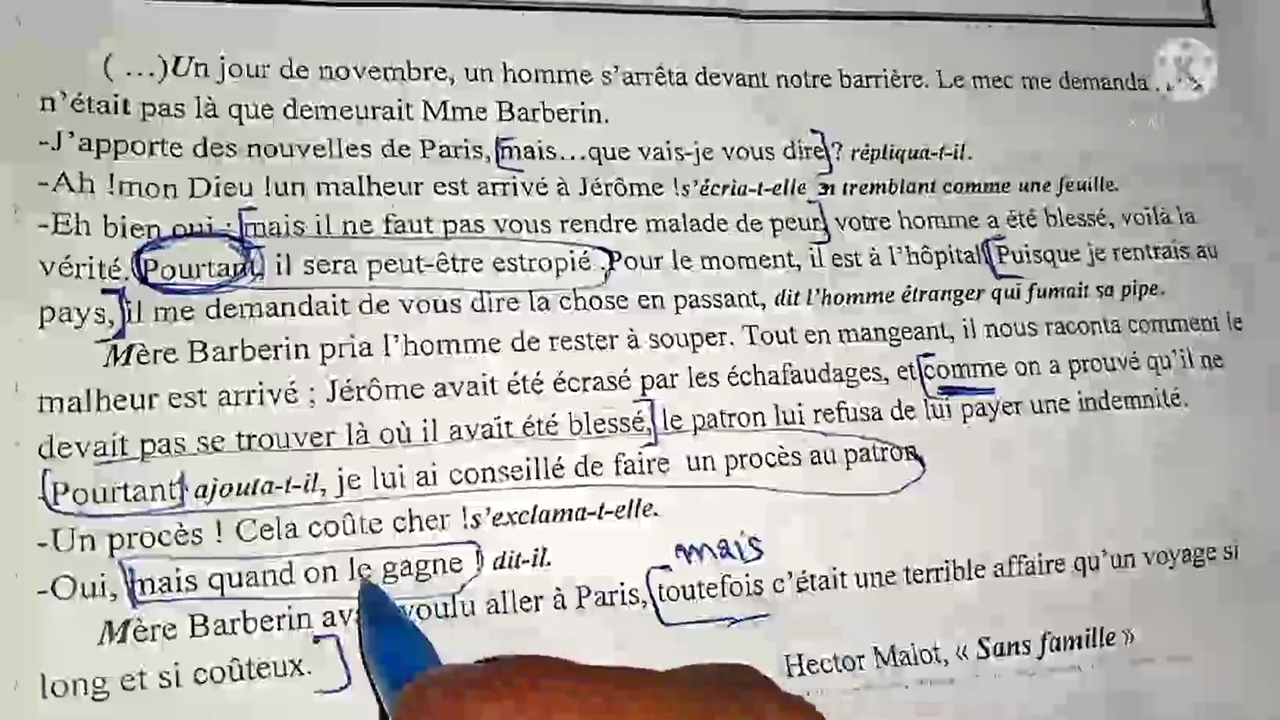 ( …)Un jour de novembre, un homme s'arrêta devant notre barrière. Le mec me demanda
n'était pas là que demeurait Mme Barberin.
-J'apporte des nouvelles de Paris, mais…que vais-je vous dire ? répliqua-t-il.
-Ah !mon Dieu !un malheur est arrivé à Jérôme !s'écria-t-elle en tremblant comme une feuille.
-Eh bien oui ; mais il ne faut pas vous rendre malade de peur, votre homme a été blessé, voilà la
vérité. Pourtant, il sera peut-être estropié .Pour le moment, il est à l'hôpital. Puisque je rentrais au
pays, il me demandait de vous dire la chose en passant, dit l'homme étranger qui fumait sa pipe.
Mère Barberin pria l'homme de rester à souper. Tout en mangeant, il nous raconta comment le
malheur est arrivé ; Jérôme avait été écrasé par les échafaudages, et comme on a prouvé qu'il ne
devait pas se trouver là où il avait été blessé, le patron lui refusa de lui payer une indemnité.
Pourtant, ajouta-t-il, je lui ai conseillé de faire un procès au patron
-Un procès ! Cela coûte cher !s'exclama-t-elle.
mais
-Oui, mais quand on le gagne ! dit-il.
Mère Barberin voulu aller à Paris, toutefois c'était une terrible affaire qu'un voyage si
long et si coûteux.
Hector Malot, « Sans famille »
K